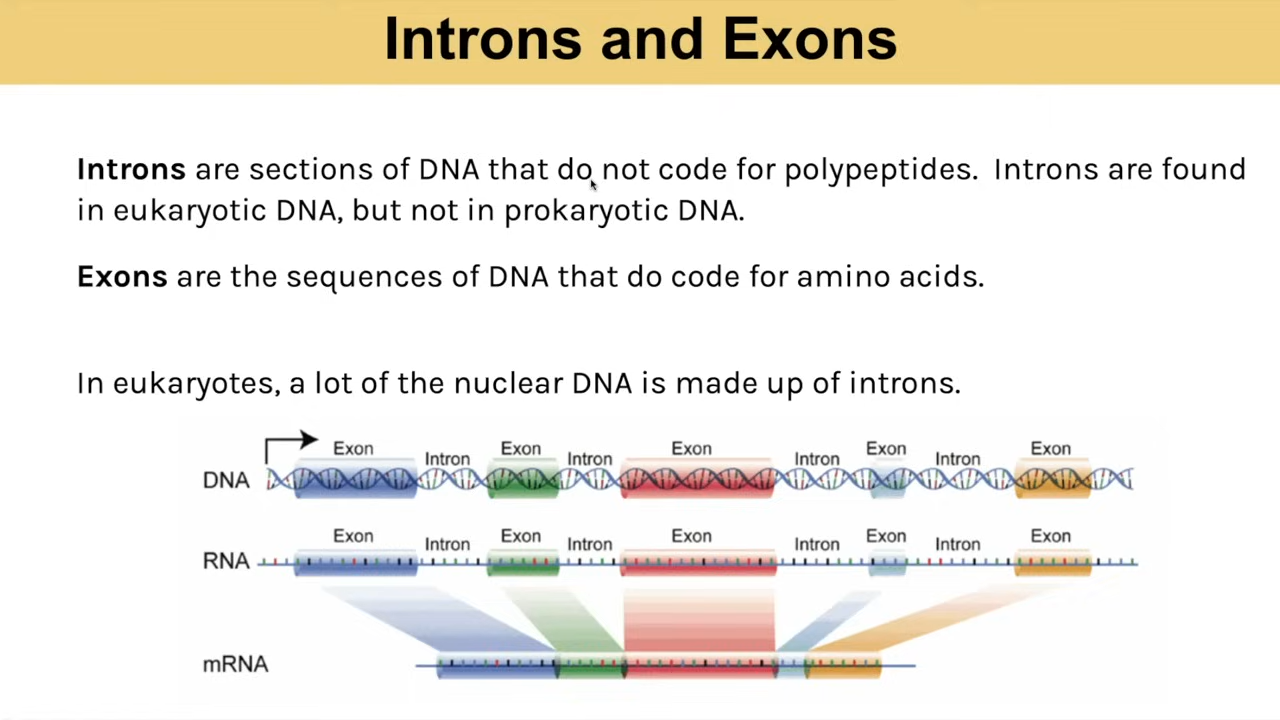 Introns and Exons
Introns are sections of DNA that do not code for polypeptides. Introns are found
in eukaryotic DNA, but not in prokaryotic DNA.
Exons are the sequences of DNA that do code for amino acids.
In eukaryotes, a lot of the nuclear DNA is made up of introns.
Exon Intron Exon Intron Exon Intron Exon Intron Exon
DNA
Exon Intron Exon Intron Exon Intron Exon Intron Exon
RNA
mRNA